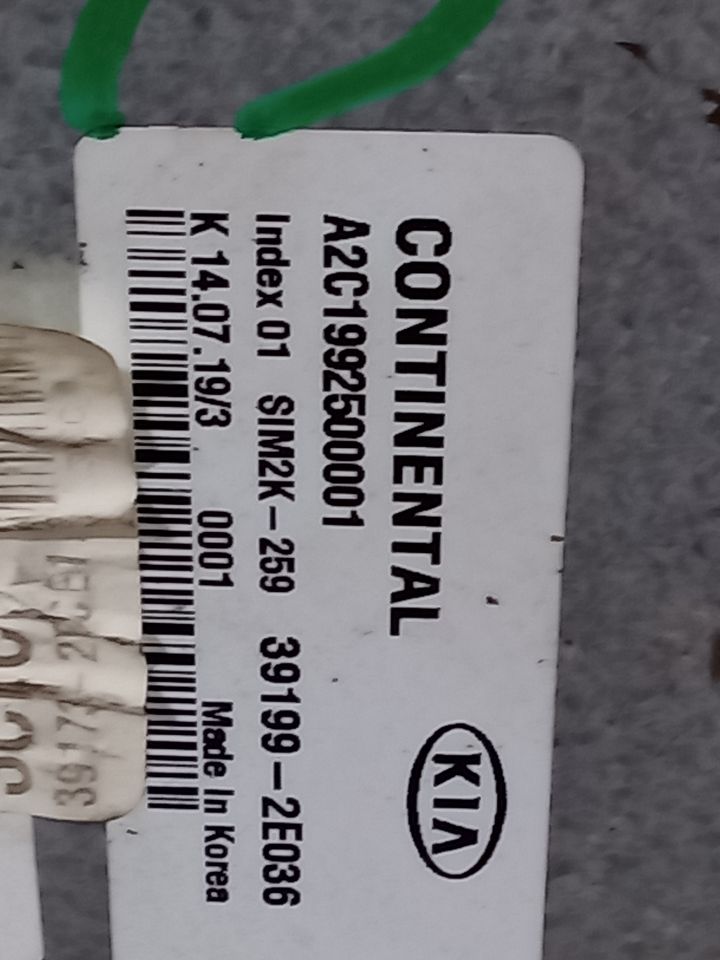 CONTINENTAL
KIA
A2C1992500001
Index 01 SIM2K-259 39199-2E036
K 14.07.19/3 0001 Made In Korea